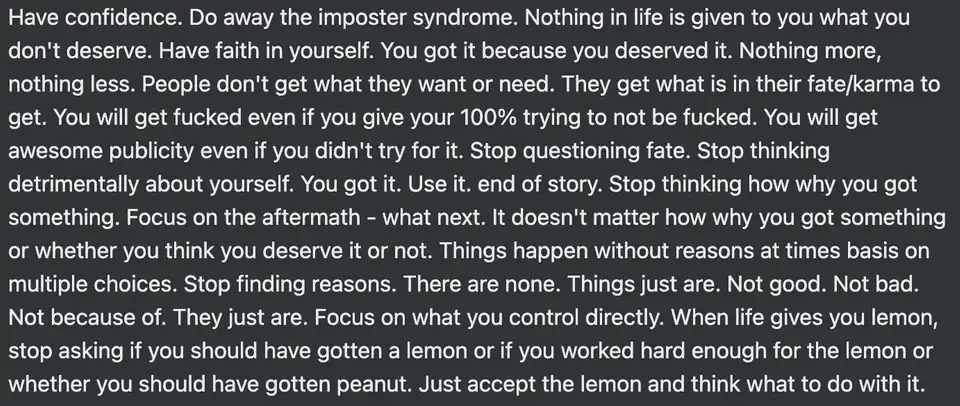 Have confidence. Do away the imposter syndrome. Nothing in life is given to you what you
don't deserve. Have faith in yourself. You got it because you deserved it. Nothing more,
nothing less. People don't get what they want or need. They get what is in their fate/karma to
get. You will get fucked even if you give your 100% trying to not be fucked. You will get
awesome publicity even if you didn't try for it. Stop questioning fate. Stop thinking
detrimentally about yourself. You got it. Use it. end of story. Stop thinking how why you got
something. Focus on the aftermath - what next. It doesn't matter how why you got something
or whether you think you deserve it or not. Things happen without reasons at times basis on
multiple choices. Stop finding reasons. There are none. Things just are. Not good. Not bad.
Not because of. They just are. Focus on what you control directly. When life gives you lemon,
stop asking if you should have gotten a lemon or if you worked hard enough for the lemon or
whether you should have gotten peanut. Just accept the lemon and think what to do with it.